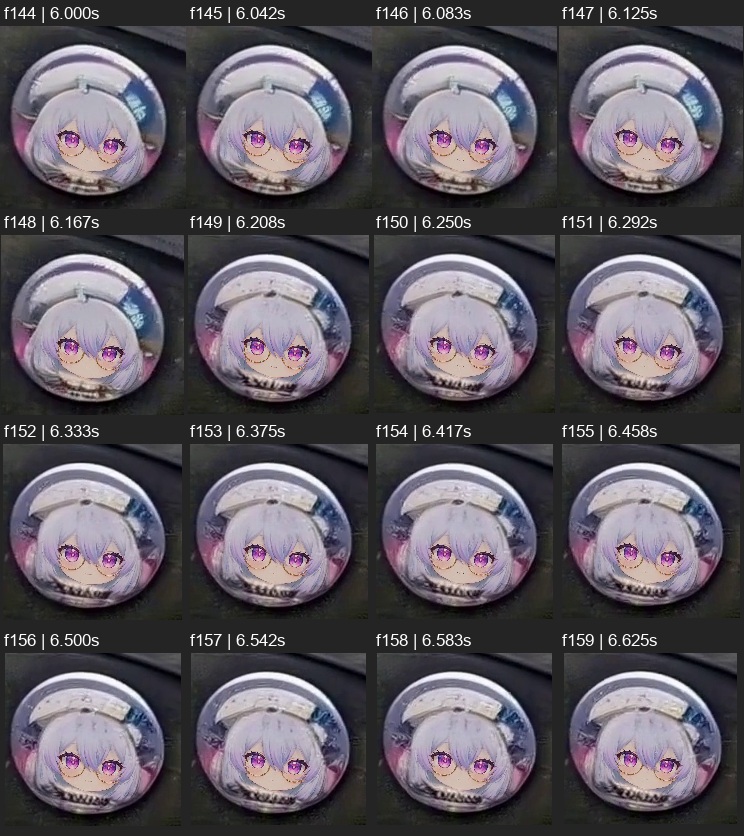 f144 | 6.000s
f145 | 6.042s
f146 | 6.083s
f147 | 6.125s
f148 | 6.167s
f149 | 6.208s
f150 | 6.250s
f151 | 6.292s
f152 | 6.333s
f153 | 6.375s
f154 | 6.417s
f155 | 6.458s
f156 | 6.500s
f157 | 6.542s
f158 | 6.583s
f159 | 6.625s